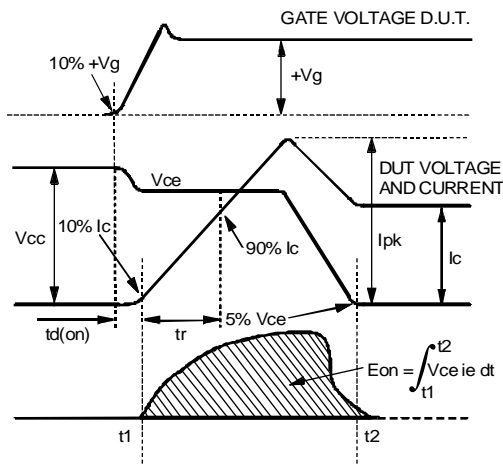 GATE VOLTAGE D.U.T.
10% +Vg
+Vg
DUT VOLTAGE
AND CURRENT
Vce
10% Ic
Vcc
90% Ic
Ipk
Ic
5% Vce
td(on)
tr
t2
Eon = ∫ Vce ie dt
t1
t1
t2